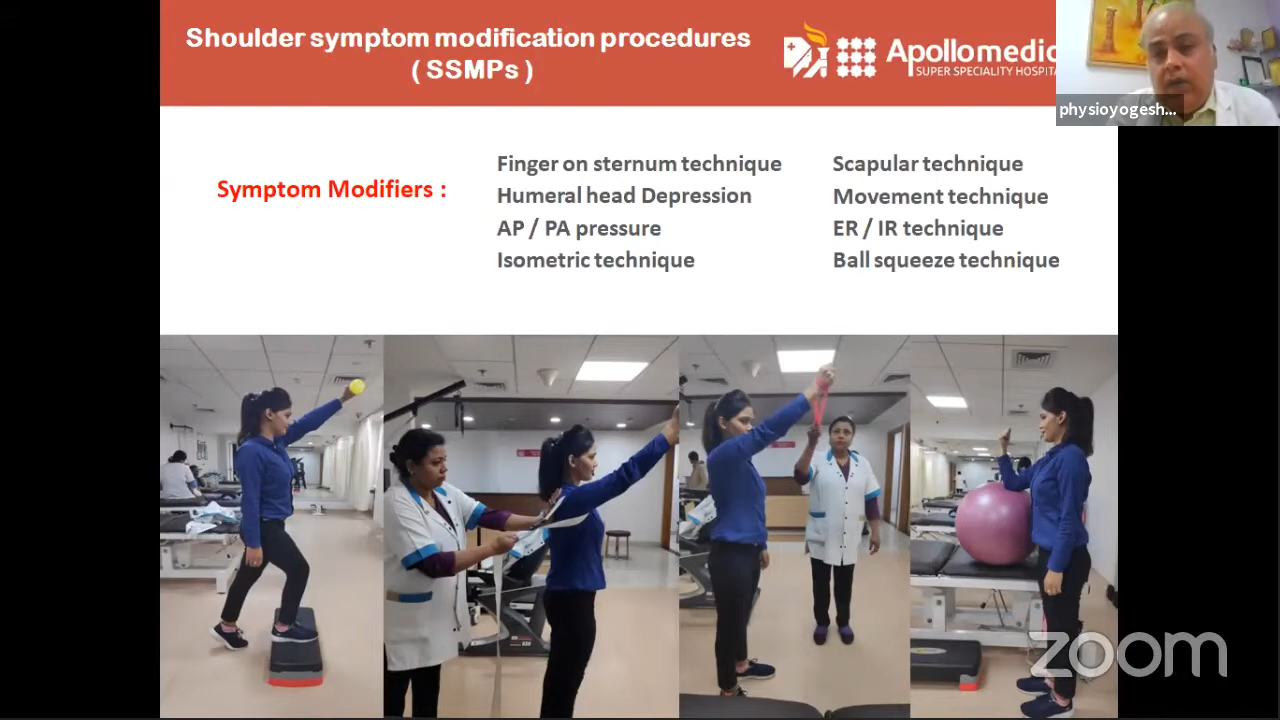 Shoulder symptom modification procedures
( SSMPs )
Apollomedic
SUPER SPECIALITY HOSPITA
physioyogesh...
Symptom Modifiers :
Finger on sternum technique
Humeral head Depression
AP / PA pressure
Isometric technique
Scapular technique
Movement technique
ER / IR technique
Ball squeeze technique
zoom